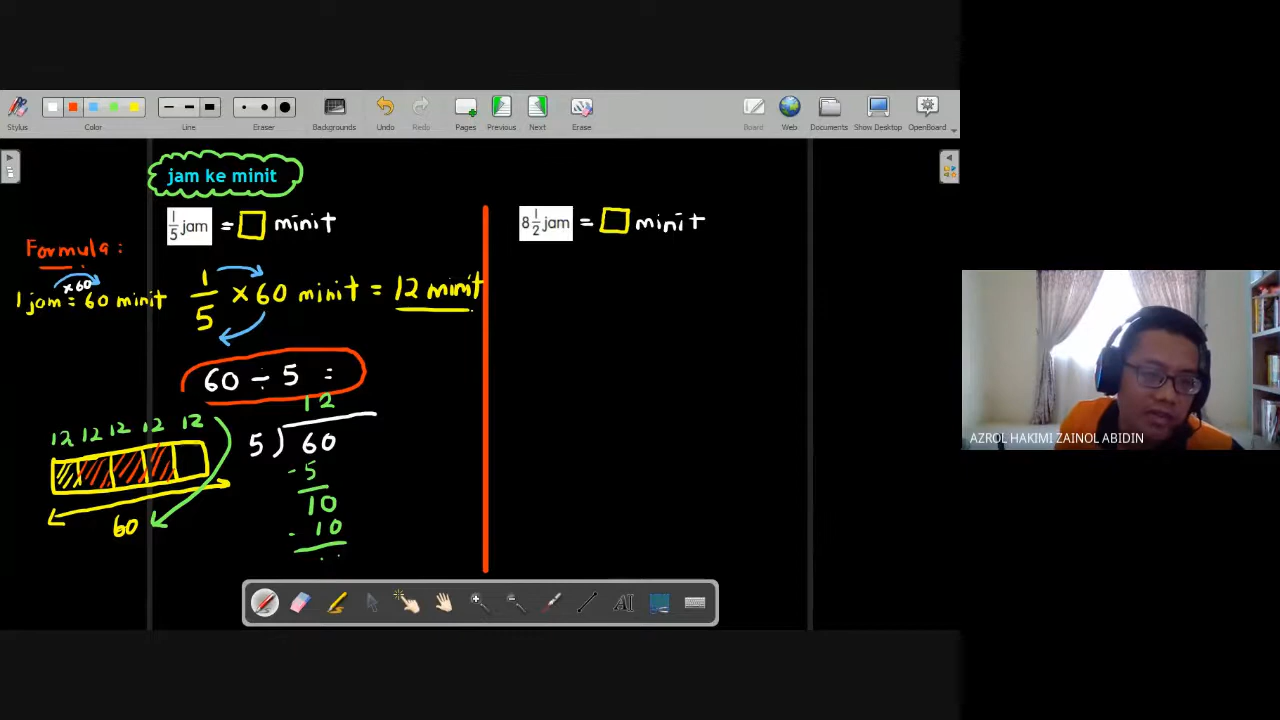 Stylus Color Line Eraser Backgrounds Undo Redo Pages Previous Next Erase Board Web Documents Show Desktop OpenBoard
jam ke minit
1/5 jam = □ minit
Formula :
×60
1 jam = 60 minit
1/5 × 60 minit = 12 minit
60 ÷ 5 =
12
5 ) 60
- 5
10
- 10
12 12 12 12 12
60
8 1/2 jam = □ minit
AI
AZROL HAKIMI ZAINOL ABIDIN